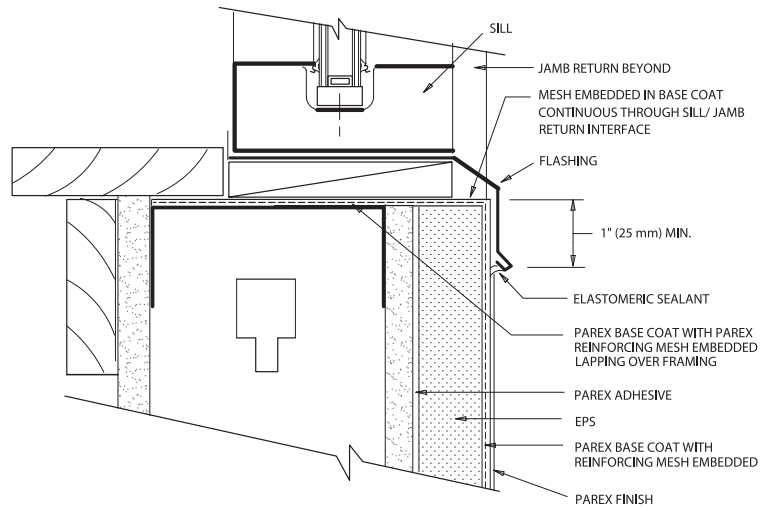 SILL
JAMB RETURN BEYOND
MESH EMBEDDED IN BASE COAT
CONTINUOUS THROUGH SILL/ JAMB
RETURN INTERFACE
FLASHING
1" (25 mm) MIN.
ELASTOMERIC SEALANT
PAREX BASE COAT WITH PAREX
REINFORCING MESH EMBEDDED
LAPPING OVER FRAMING
PAREX ADHESIVE
EPS
PAREX BASE COAT WITH
REINFORCING MESH EMBEDDED
PAREX FINISH